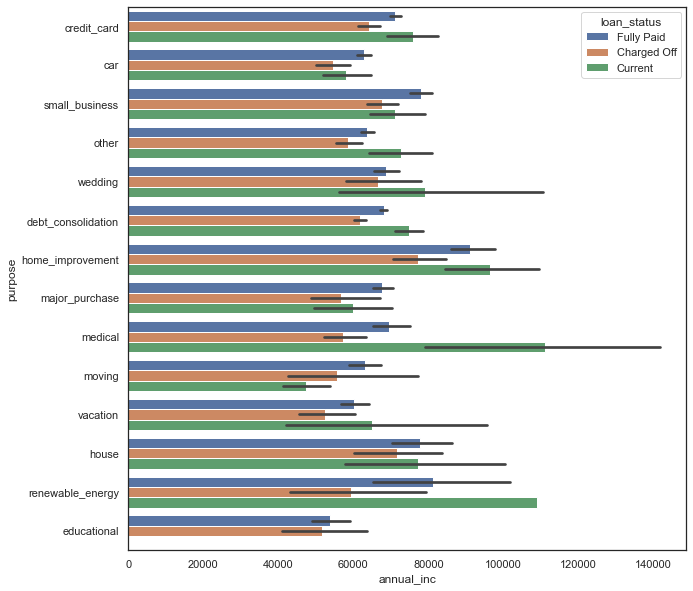 loan_status
Fully Paid
Charged Off
Current
purpose
credit_card
car
small_business
other
wedding
debt_consolidation
home_improvement
major_purchase
medical
moving
vacation
house
renewable_energy
educational
0 20000 40000 60000 80000 100000 120000 140000
annual_inc